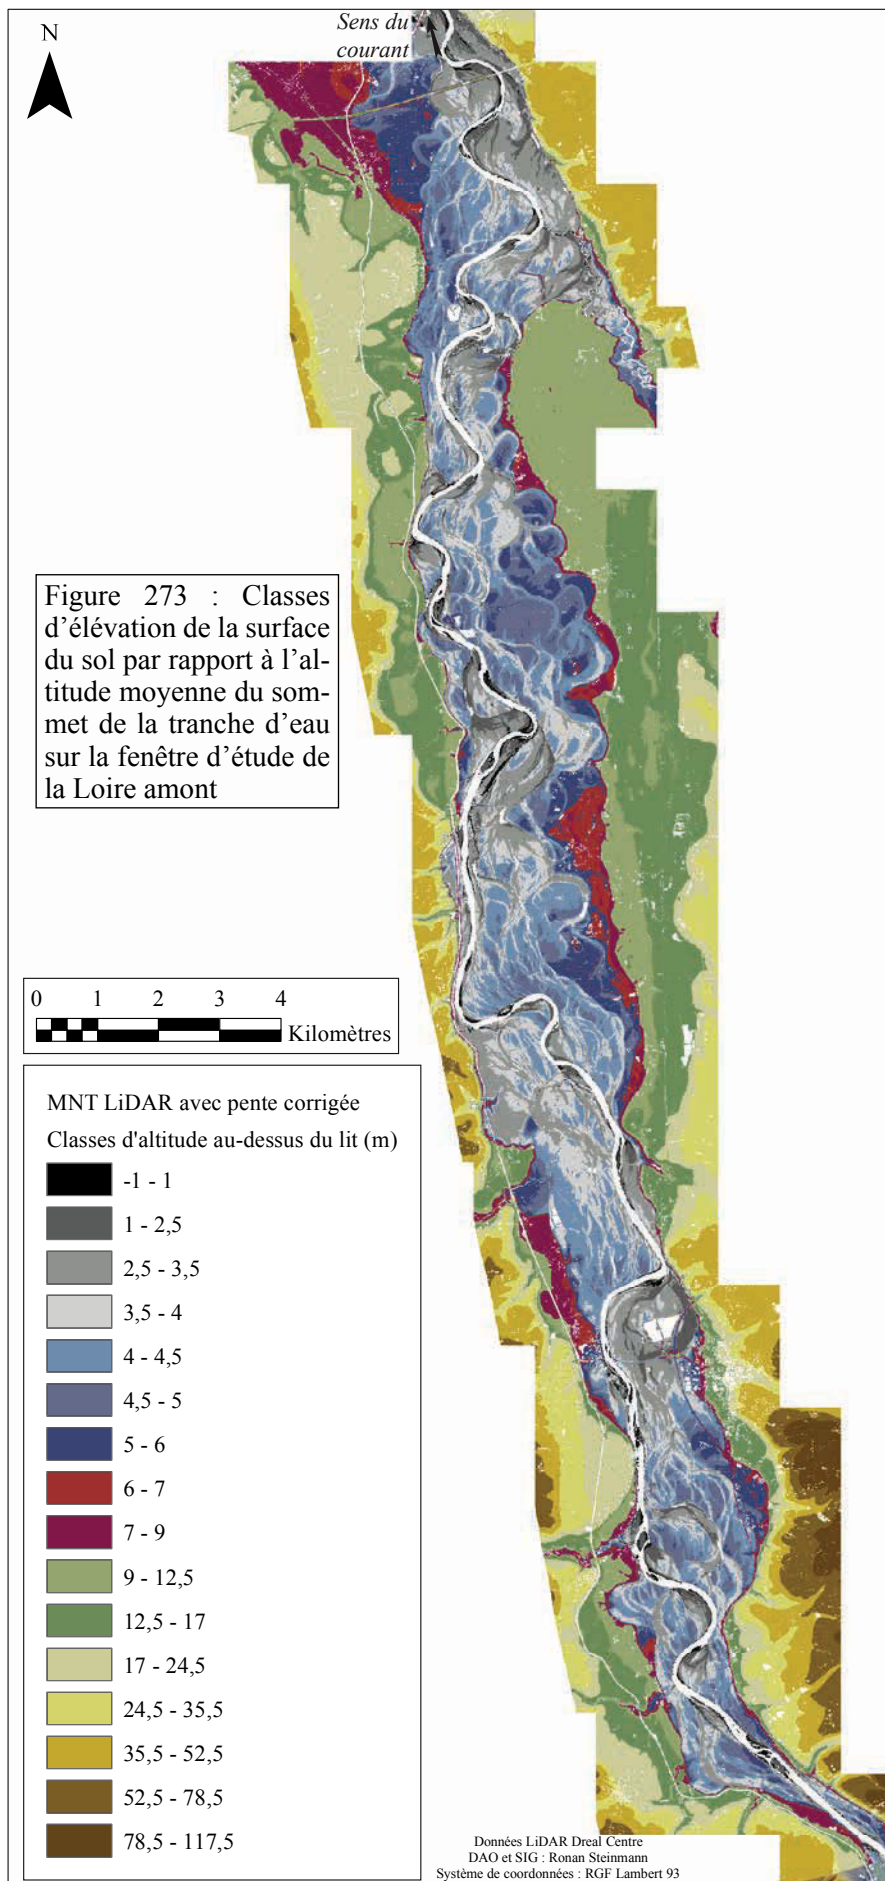 Sens du
courant
N
Figure 273 : Classes
d'élévation de la surface
du sol par rapport à l'al-
titude moyenne du som-
met de la tranche d'eau
sur la fenêtre d'étude de
la Loire amont
0 1 2 3 4
Kilomètres
MNT LiDAR avec pente corrigée
Classes d'altitude au-dessus du lit (m)
-1 - 1
1 - 2,5
2,5 - 3,5
3,5 - 4
4 - 4,5
4,5 - 5
5 - 6
6 - 7
7 - 9
9 - 12,5
12,5 - 17
17 - 24,5
24,5 - 35,5
35,5 - 52,5
52,5 - 78,5
78,5 - 117,5
Données LiDAR Dreal Centre
DAO et SIG : Ronan Steinmann
Système de coordonnées : RGF Lambert 93